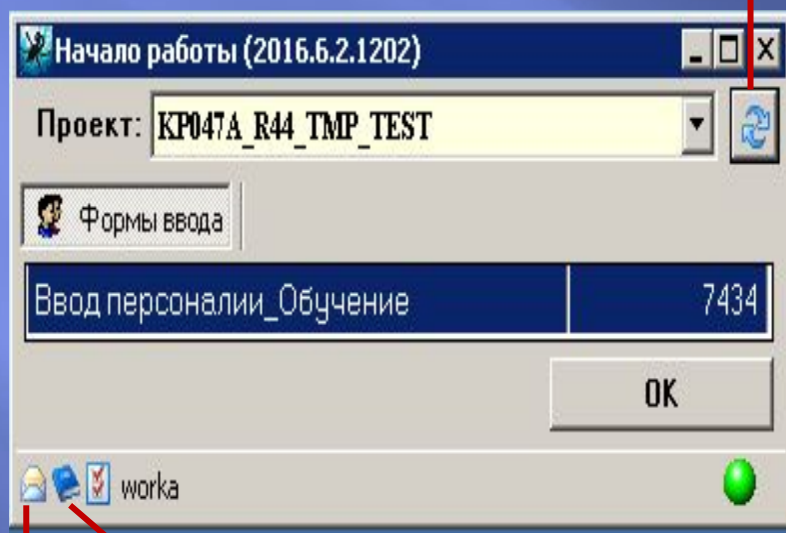 Начало работы (2016.6.2.1202)
Проект: KP047A_R44_TMP_TEST
Формы ввода
Ввод персоналии_Обучение 7434
OK
worka